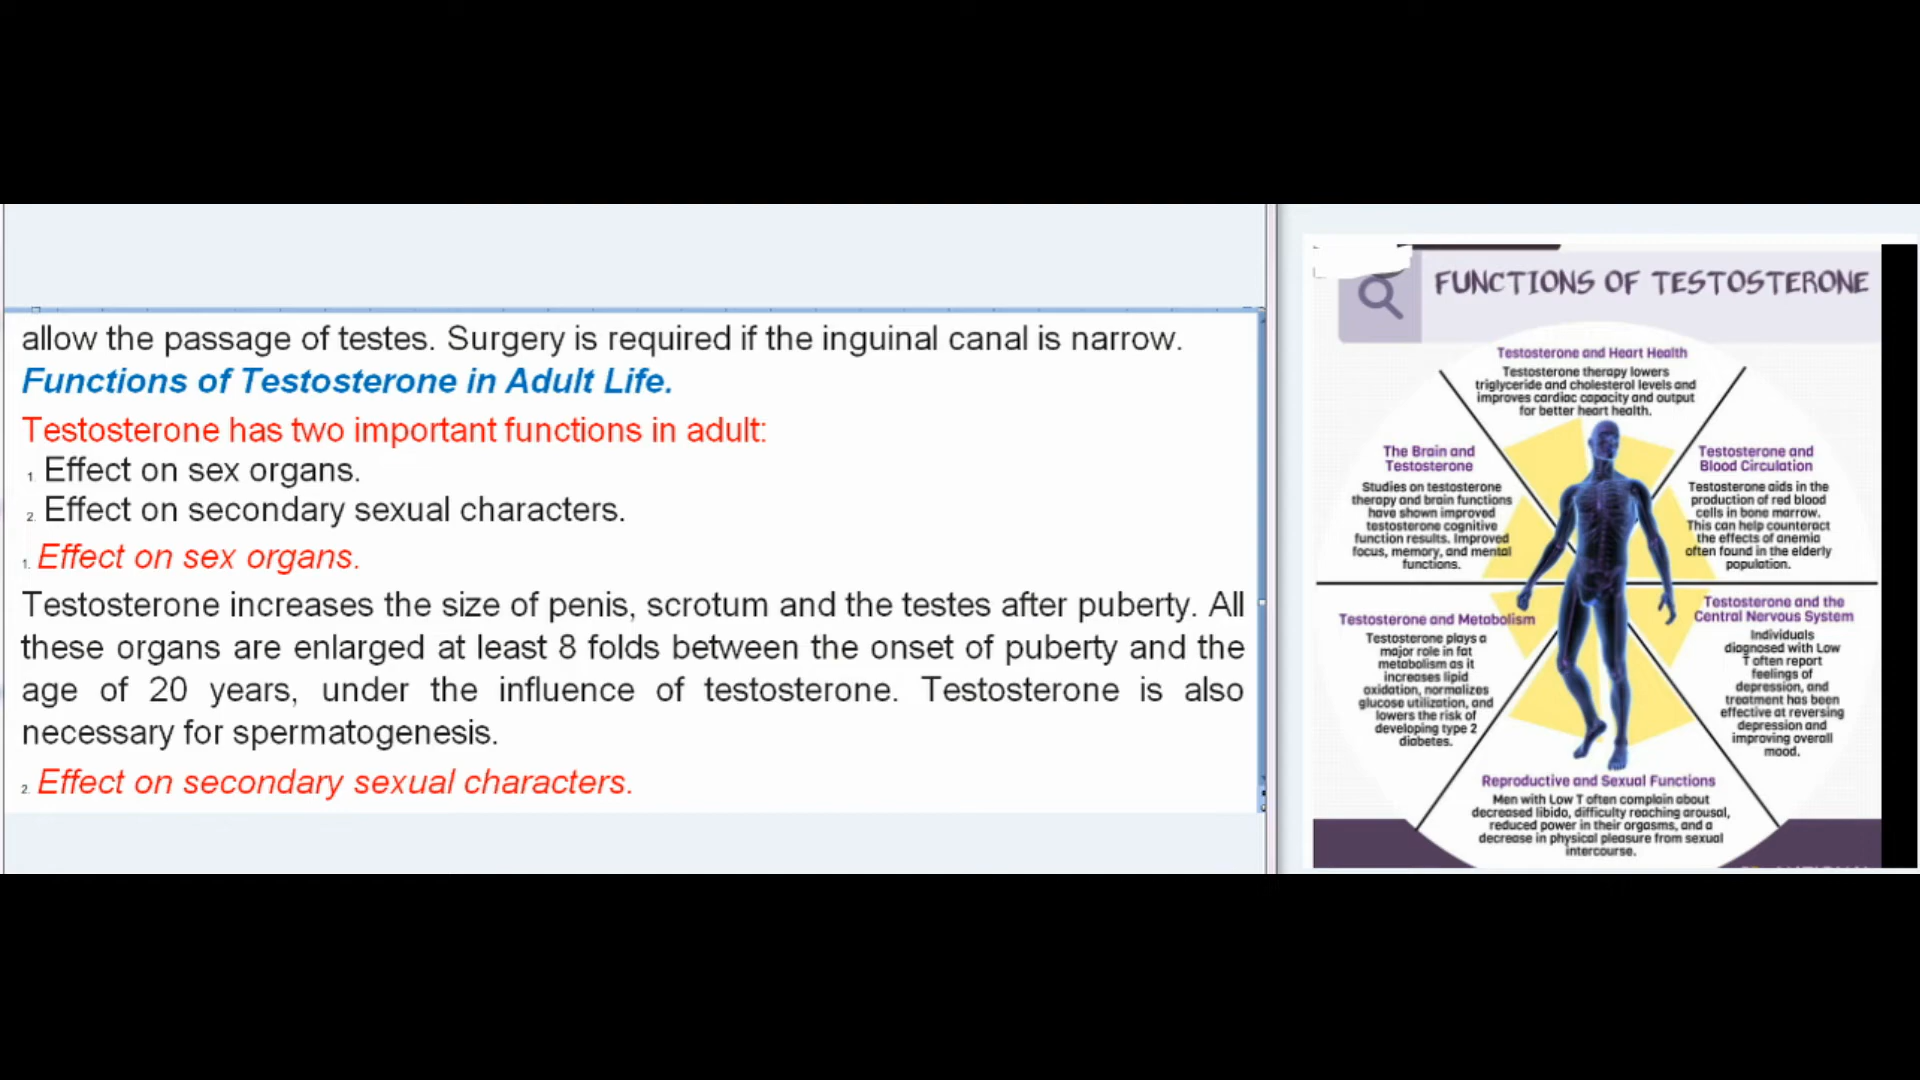 allow the passage of testes. Surgery is required if the inguinal canal is narrow.
Functions of Testosterone in Adult Life.
Testosterone has two important functions in adult:
1. Effect on sex organs.
2. Effect on secondary sexual characters.
1. Effect on sex organs.
Testosterone increases the size of penis, scrotum and the testes after puberty. All
these organs are enlarged at least 8 folds between the onset of puberty and the
age of 20 years, under the influence of testosterone. Testosterone is also
necessary for spermatogenesis.
2. Effect on secondary sexual characters.
FUNCTIONS OF TESTOSTERONE
Testosterone and Heart Health
Testosterone therapy lowers
triglyceride and cholesterol levels and
improves cardiac capacity and output
for better heart health.
The Brain and
Testosterone
Studies on testosterone
therapy and brain functions
have shown improved
testosterone cognitive
function results. Improved
focus, memory, and mental
functions.
Testosterone and
Blood Circulation
Testosterone aids in the
production of red blood
cells in bone marrow.
This can help counteract
the effects of anemia
often found in the elderly
population.
Testosterone and Metabolism
Testosterone plays a
major role in fat
metabolism as it
increases lipid
oxidation, normalizes
glucose utilization, and
lowers the risk of
developing type 2
diabetes.
Testosterone and the
Central Nervous System
Individuals
diagnosed with Low
T often report
feelings of
depression, and
treatment has been
effective at reversing
depression and
improving overall
mood.
Reproductive and Sexual Functions
Men with Low T often complain about
decreased libido, difficulty reaching arousal,
reduced power in their orgasms, and a
decrease in physical pleasure from sexual
intercourse.